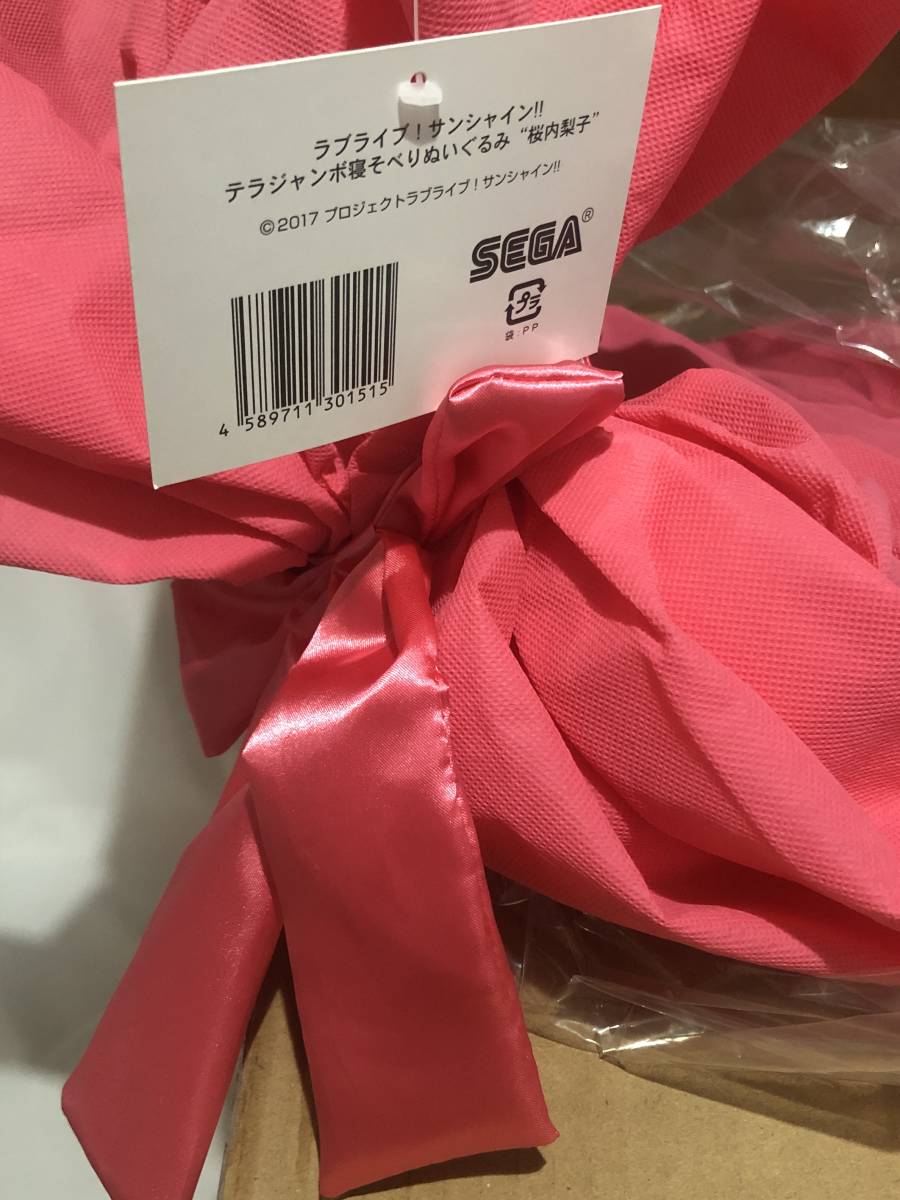 ラブライブ！サンシャイン!!
テラジャンボ寝そべりぬいぐるみ “桜内梨子”
©2017 プロジェクトラブライブ！サンシャイン!!
SEGA®
プラ
袋：PP
4 589711 301515